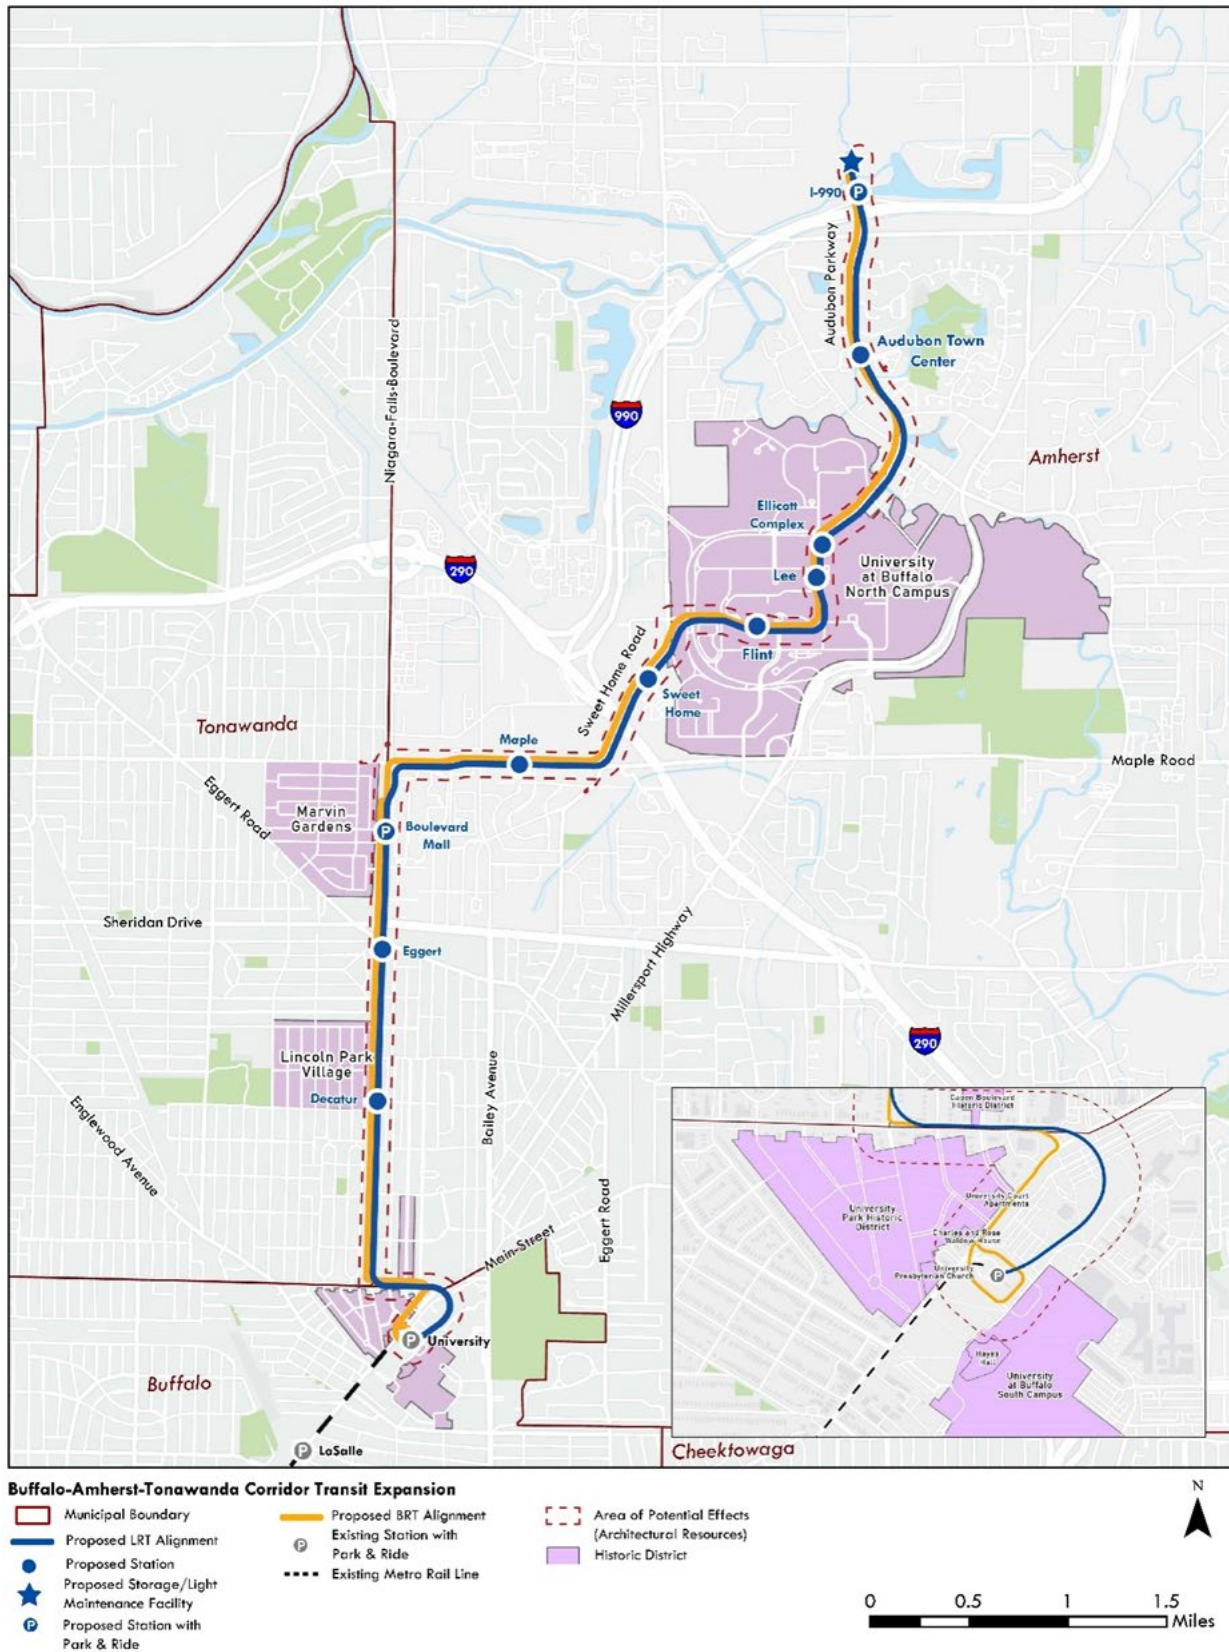 I-990
P
Audubon Parkway
Audubon Town
Center
Niagara-Falls-Boulevard
990
Amherst
Ellicott
Complex
290
Lee
University
at Buffalo
North Campus
Flint
Sweet Home Road
Sweet
Home
Tonawanda
Maple
Maple Road
Eggert Road
Marvin
Gardens
P
Boulevard
Mall
Sheridan Drive
Eggert
Millersport Highway
290
Lincoln Park
Village
Decatur
Bailey Avenue
Englewood Avenue
Eggert Road
Main-Street
P
University
Buffalo
P
LaSalle
Cheektowaga
Capen Boulevard
Historic District
University Court
Apartments
University
Park Historic
District
Charles and Rose
Waldow House
University
Presbyterian Church
P
Hayes
Hall
University
at Buffalo
South Campus
Buffalo-Amherst-Tonawanda Corridor Transit Expansion
Municipal Boundary
Proposed LRT Alignment
Proposed Station
Proposed Storage/Light
Maintenance Facility
P
Proposed Station with
Park & Ride
Proposed BRT Alignment
P
Existing Station with
Park & Ride
Existing Metro Rail Line
Area of Potential Effects
(Architectural Resources)
Historic District
N
0 0.5 1 1.5
Miles